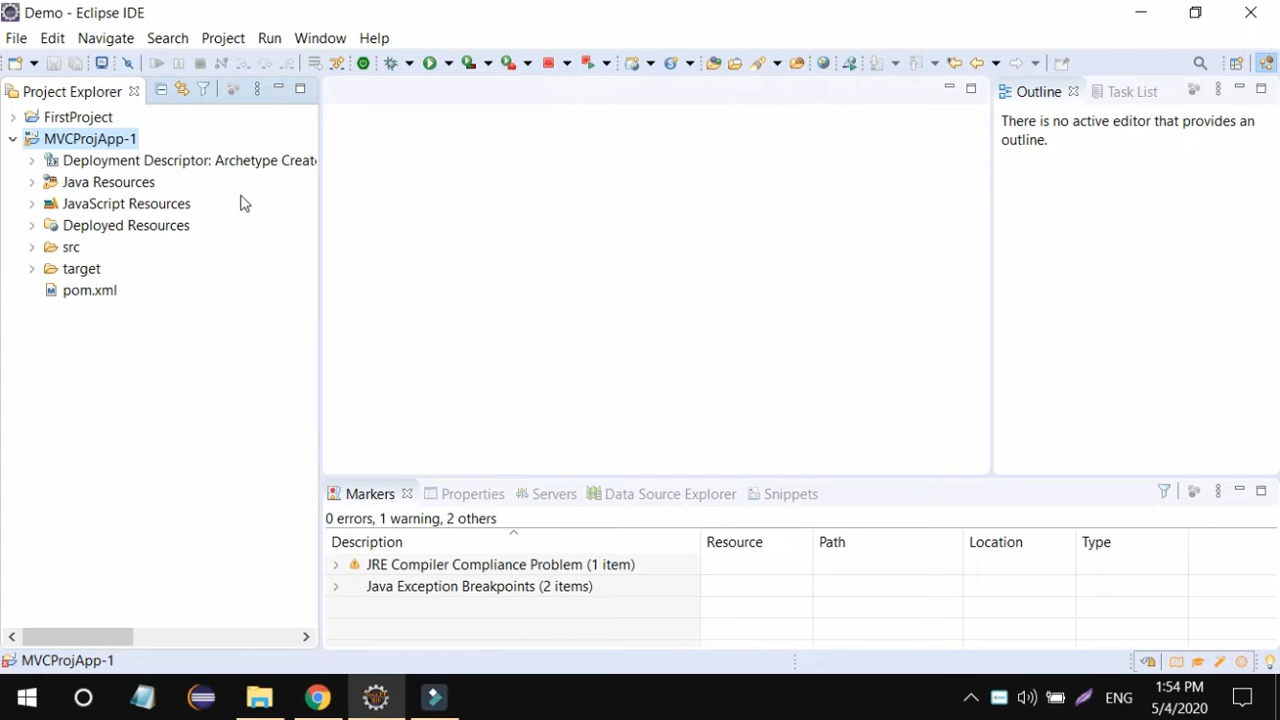 Demo - Eclipse IDE
File Edit Navigate Search Project Run Window Help
Project Explorer
FirstProject
MVCProjApp-1
Deployment Descriptor: Archetype Create
Java Resources
JavaScript Resources
Deployed Resources
src
target
pom.xml
Outline Task List
There is no active editor that provides an
outline.
Markers Properties Servers Data Source Explorer Snippets
0 errors, 1 warning, 2 others
Description Resource Path Location Type
JRE Compiler Compliance Problem (1 item)
Java Exception Breakpoints (2 items)
MVCProjApp-1
ENG
1:54 PM
5/4/2020